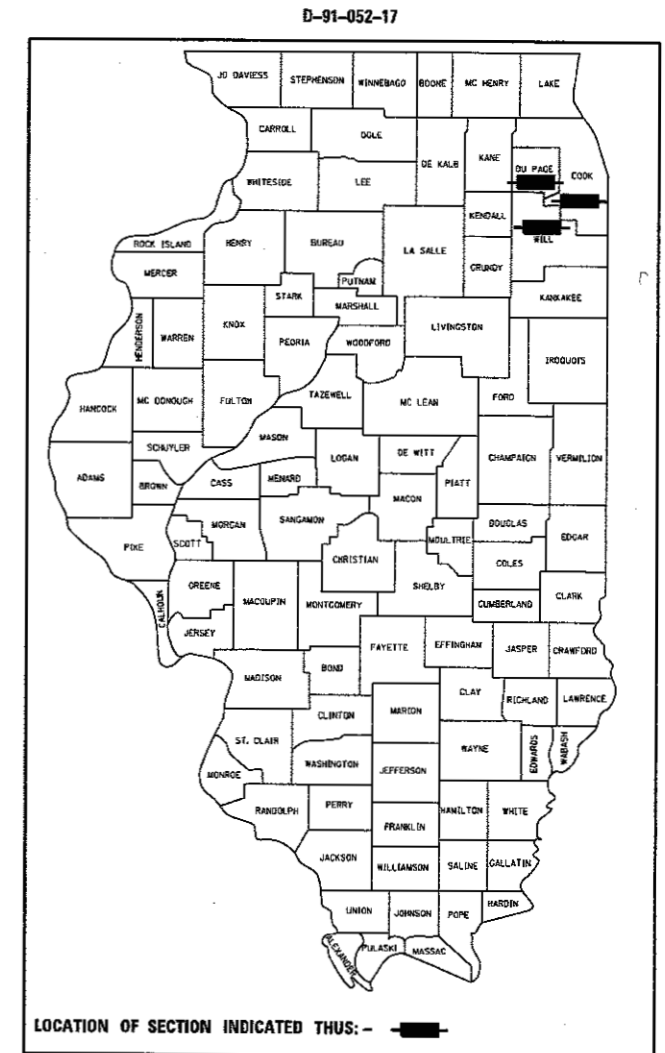 D-91-052-17
JO DAVIESS STEPHENSON WINNEBAGO BOONE MC HENRY LAKE
CARROLL OGLE
DE KALB KANE DU PAGE COOK
WHITESIDE LEE
KENDALL
WILL
ROCK ISLAND HENRY BUREAU LA SALLE
MERCER PUTNAM GRUNDY
STARK MARSHALL KANKAKEE
HENDERSON WARREN KNOX PEORIA WOODFORD LIVINGSTON
IROQUOIS
HANCOCK MC DONOUGH FULTON TAZEWELL MC LEAN FORD
MASON
SCHUYLER LOGAN DE WITT CHAMPAIGN VERMILION
ADAMS BROWN CASS MENARD PIATT
MACON
MORGAN SANGAMON DOUGLAS
PIKE SCOTT CHRISTIAN MOULTRIE EDGAR
COLES
GREENE SHELBY
CALHOUN MACOUPIN MONTGOMERY CUMBERLAND CLARK
JERSEY
FAYETTE EFFINGHAM JASPER CRAWFORD
MADISON BOND
CLAY RICHLAND LAWRENCE
CLINTON MARION
ST. CLAIR WAYNE EDWARDS WABASH
WASHINGTON JEFFERSON
MONROE
RANDOLPH PERRY HAMILTON WHITE
FRANKLIN
JACKSON WILLIAMSON SALINE GALLATIN
HARDIN
UNION JOHNSON POPE
ALEXANDER PULASKI MASSAC
LOCATION OF SECTION INDICATED THUS: -